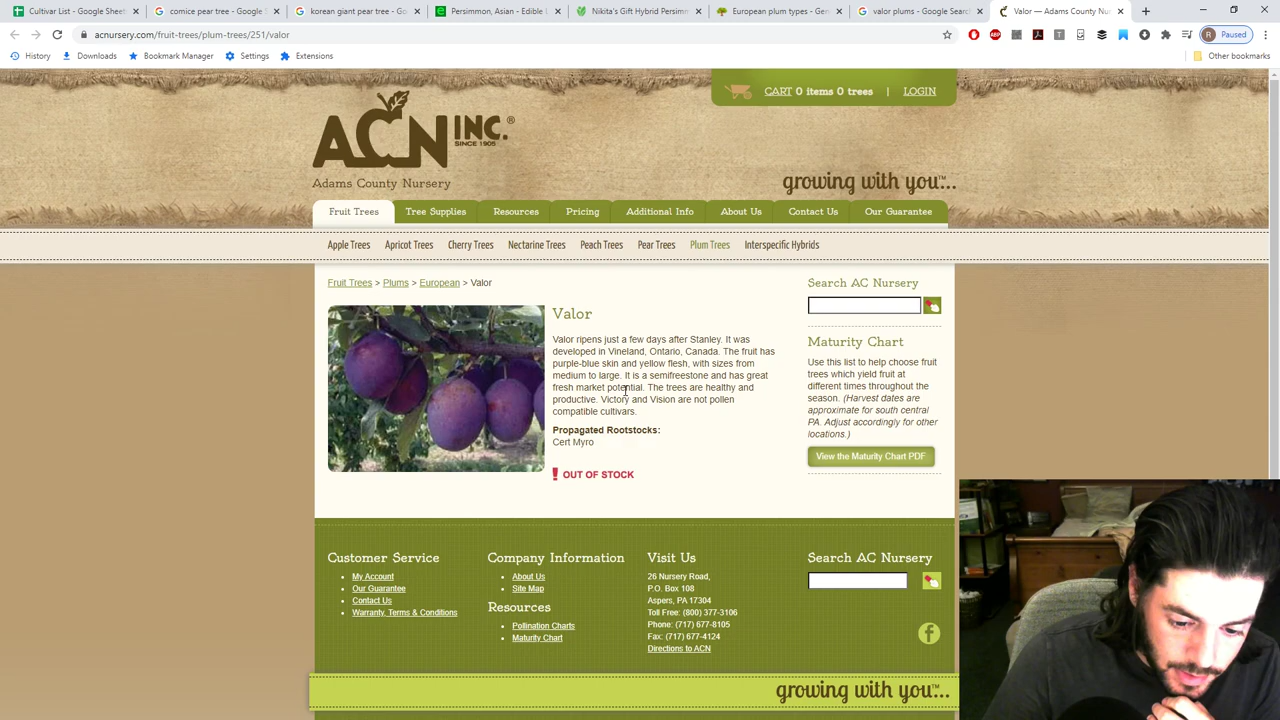 Cultivar List - Google Sheet
comice pear tree - Google S
korean giant pear tree - Go
Persimmon, Asian - Edible L
Nikita's Gift Hybrid Persimm
European plum types - Gen
valor plums - Google Searc
Valor — Adams County Nur
acnursery.com/fruit-trees/plum-trees/251/valor
Paused
History
Downloads
Bookmark Manager
Settings
Extensions
Other bookmarks
CART 0 items 0 trees | LOGIN
ACN INC.®
SINCE 1905
Adams County Nursery
growing with you™...
Fruit Trees
Tree Supplies
Resources
Pricing
Additional Info
About Us
Contact Us
Our Guarantee
Apple Trees
Apricot Trees
Cherry Trees
Nectarine Trees
Peach Trees
Pear Trees
Plum Trees
Interspecific Hybrids
Fruit Trees > Plums > European > Valor
Valor
Valor ripens just a few days after Stanley. It was
developed in Vineland, Ontario, Canada. The fruit has
purple-blue skin and yellow flesh, with sizes from
medium to large. It is a semifreestone and has great
fresh market potential. The trees are healthy and
productive. Victory and Vision are not pollen
compatible cultivars.
Propagated Rootstocks:
Cert Myro
OUT OF STOCK
Search AC Nursery
Maturity Chart
Use this list to help choose fruit
trees which yield fruit at
different times throughout the
season. (Harvest dates are
approximate for south central
PA. Adjust accordingly for other
locations.)
View the Maturity Chart PDF
Customer Service
My Account
Our Guarantee
Contact Us
Warranty, Terms & Conditions
Company Information
About Us
Site Map
Resources
Pollination Charts
Maturity Chart
Visit Us
26 Nursery Road,
P.O. Box 108
Aspers, PA 17304
Toll Free: (800) 377-3106
Phone: (717) 677-8105
Fax: (717) 677-4124
Directions to ACN
Search AC Nursery
growing with you™...